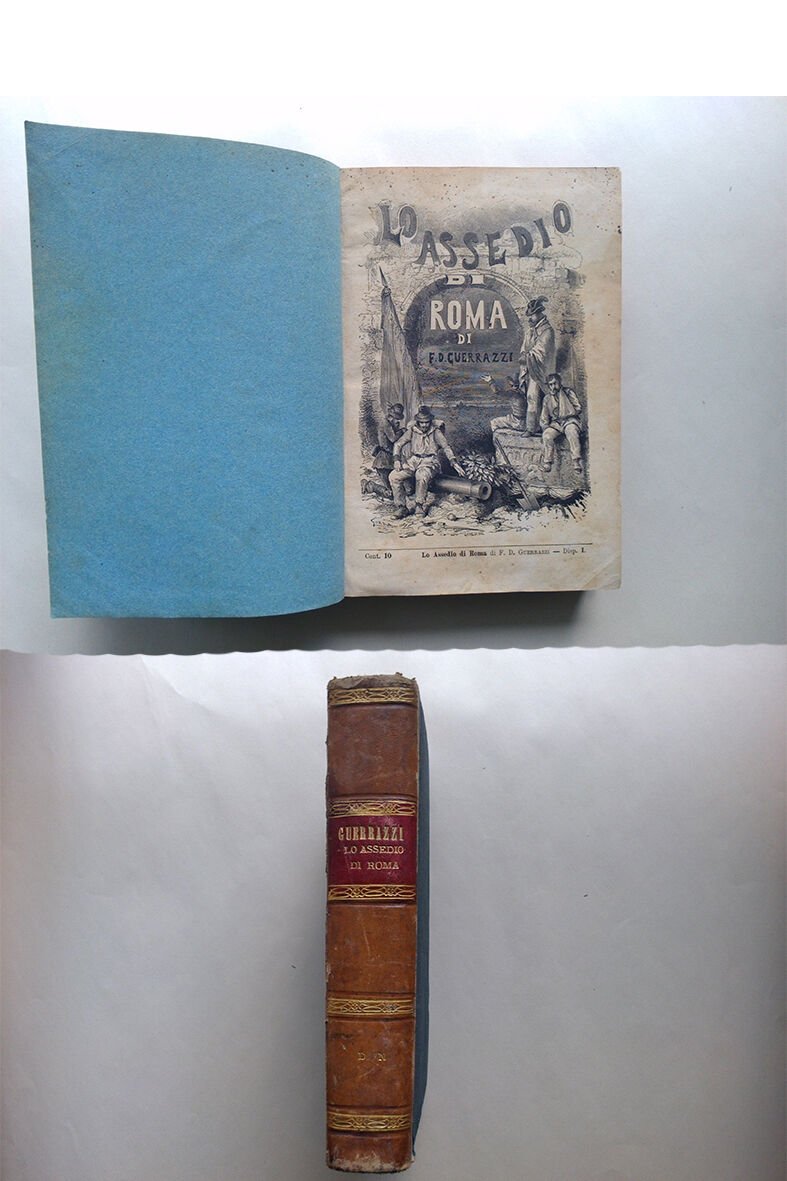 LO
ASSEDIO
DI
ROMA
DI
F. D. GUERRAZZI
Cent. 10 Lo Assedio di Roma di F. D. GUERRAZZI — Disp. I.
GUERRAZZI
LO ASSEDIO
DI ROMA
D. N